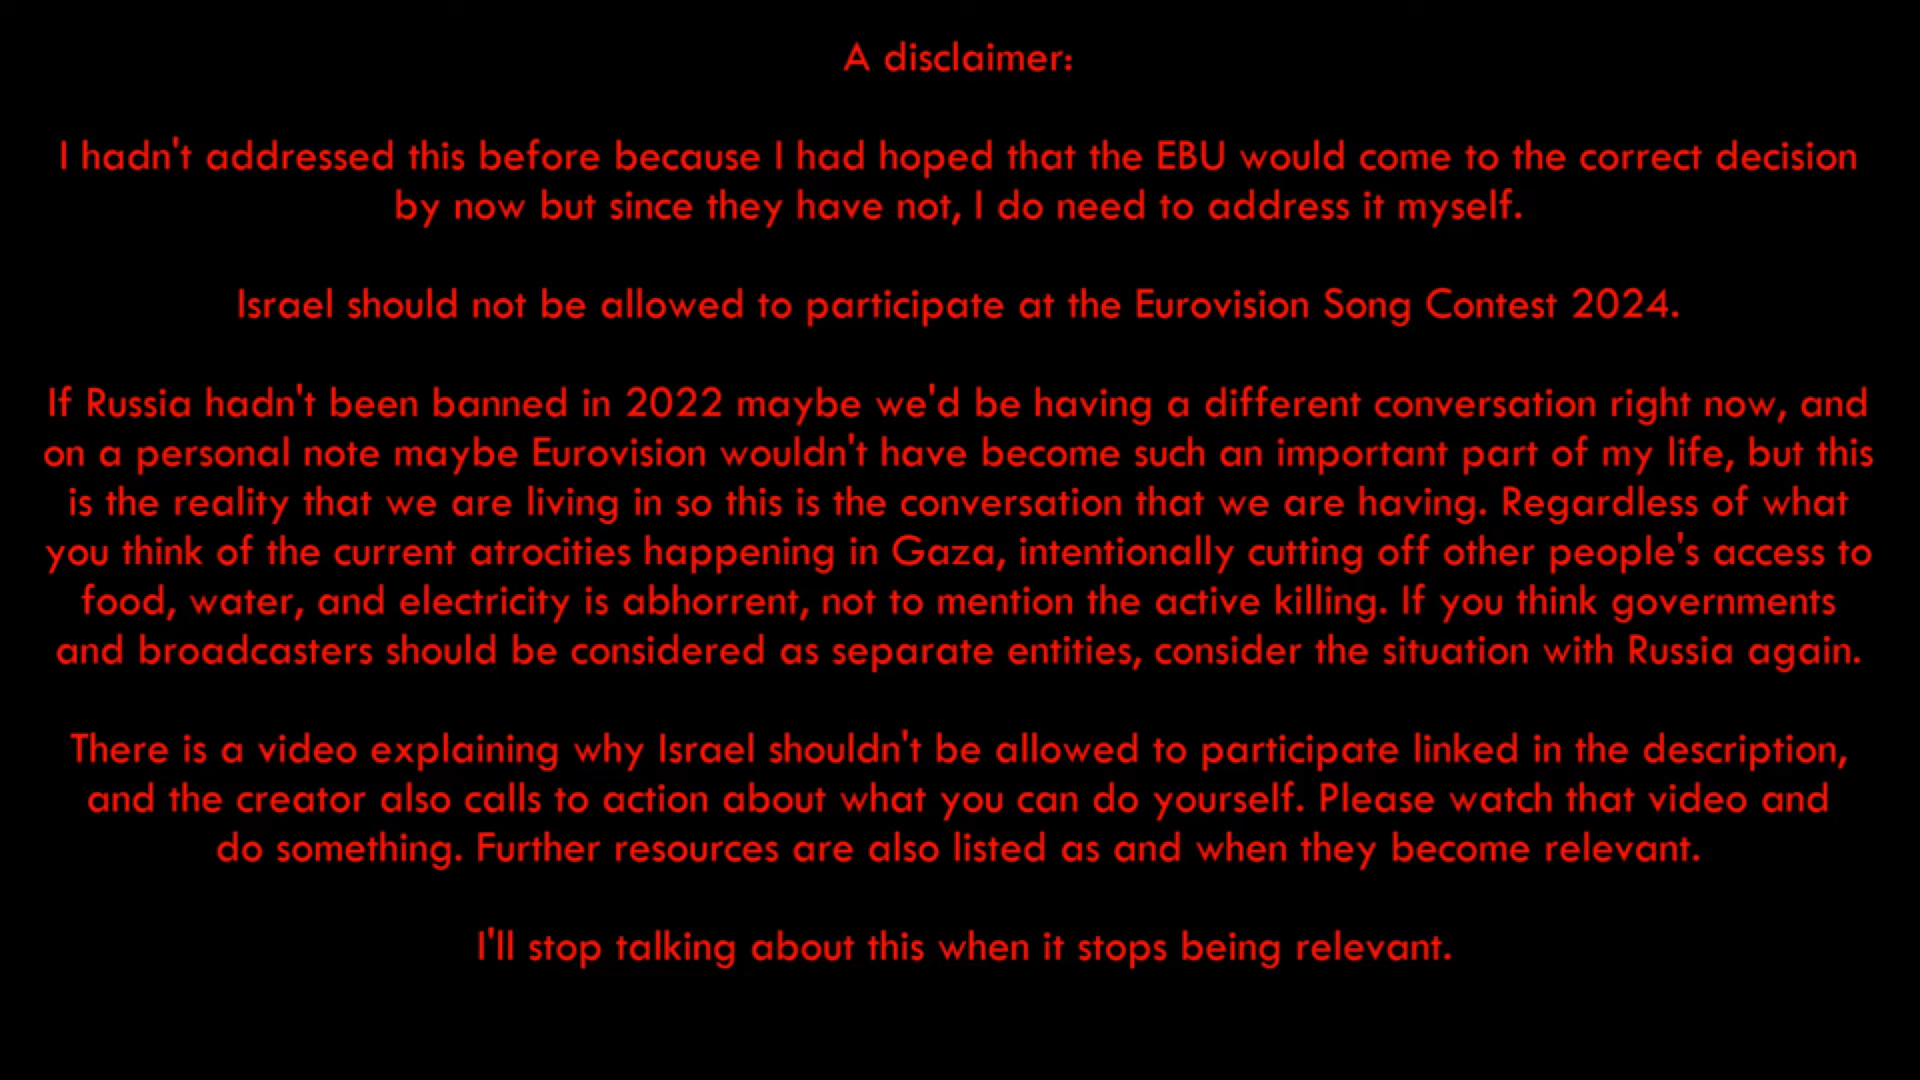 A disclaimer:
I hadn't addressed this before because I had hoped that the EBU would come to the correct decision
by now but since they have not, I do need to address it myself.
Israel should not be allowed to participate at the Eurovision Song Contest 2024.
If Russia hadn't been banned in 2022 maybe we'd be having a different conversation right now, and
on a personal note maybe Eurovision wouldn't have become such an important part of my life, but this
is the reality that we are living in so this is the conversation that we are having. Regardless of what
you think of the current atrocities happening in Gaza, intentionally cutting off other people's access to
food, water, and electricity is abhorrent, not to mention the active killing. If you think governments
and broadcasters should be considered as separate entities, consider the situation with Russia again.
There is a video explaining why Israel shouldn't be allowed to participate linked in the description,
and the creator also calls to action about what you can do yourself. Please watch that video and
do something. Further resources are also listed as and when they become relevant.
I'll stop talking about this when it stops being relevant.